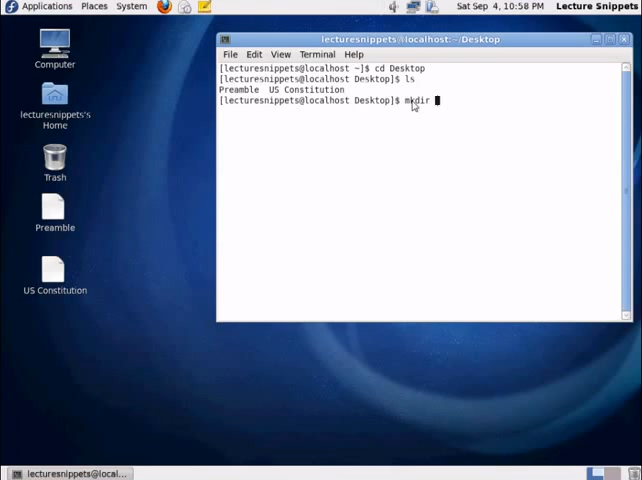 Applications Places System Sat Sep 4, 10:58 PM Lecture Snippets
Computer
lecturesnippets's
Home
Trash
Preamble
US Constitution
lecturesnippets@localhost:~/Desktop
File Edit View Terminal Help
[lecturesnippets@localhost ~]$ cd Desktop
[lecturesnippets@localhost Desktop]$ ls
Preamble  US Constitution
[lecturesnippets@localhost Desktop]$ mkdir
lecturesnippets@local...